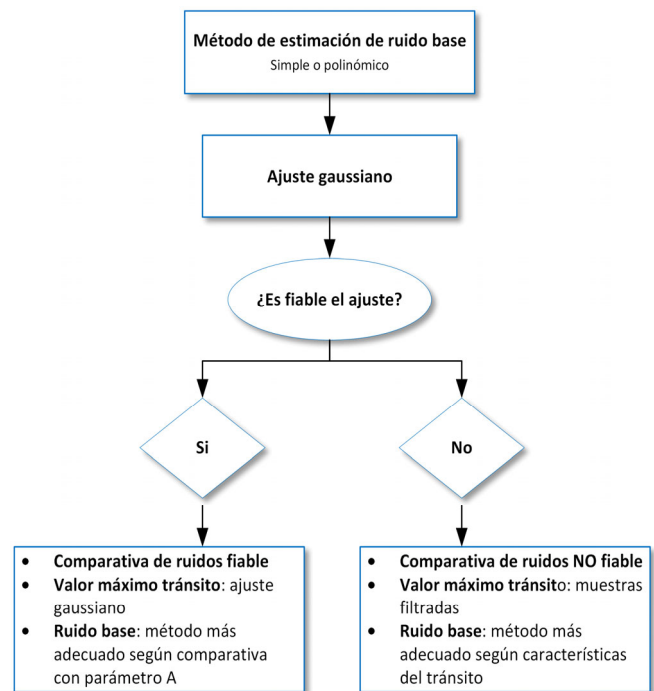 Método de estimación de ruido base
Simple o polinómico
Ajuste gaussiano
¿Es fiable el ajuste?
Si
No
• Comparativa de ruidos fiable
• Valor máximo tránsito: ajuste
gaussiano
• Ruido base: método más
adecuado según comparativa
con parámetro A
• Comparativa de ruidos NO fiable
• Valor máximo tránsito: muestras
filtradas
• Ruido base: método más
adecuado según características
del tránsito